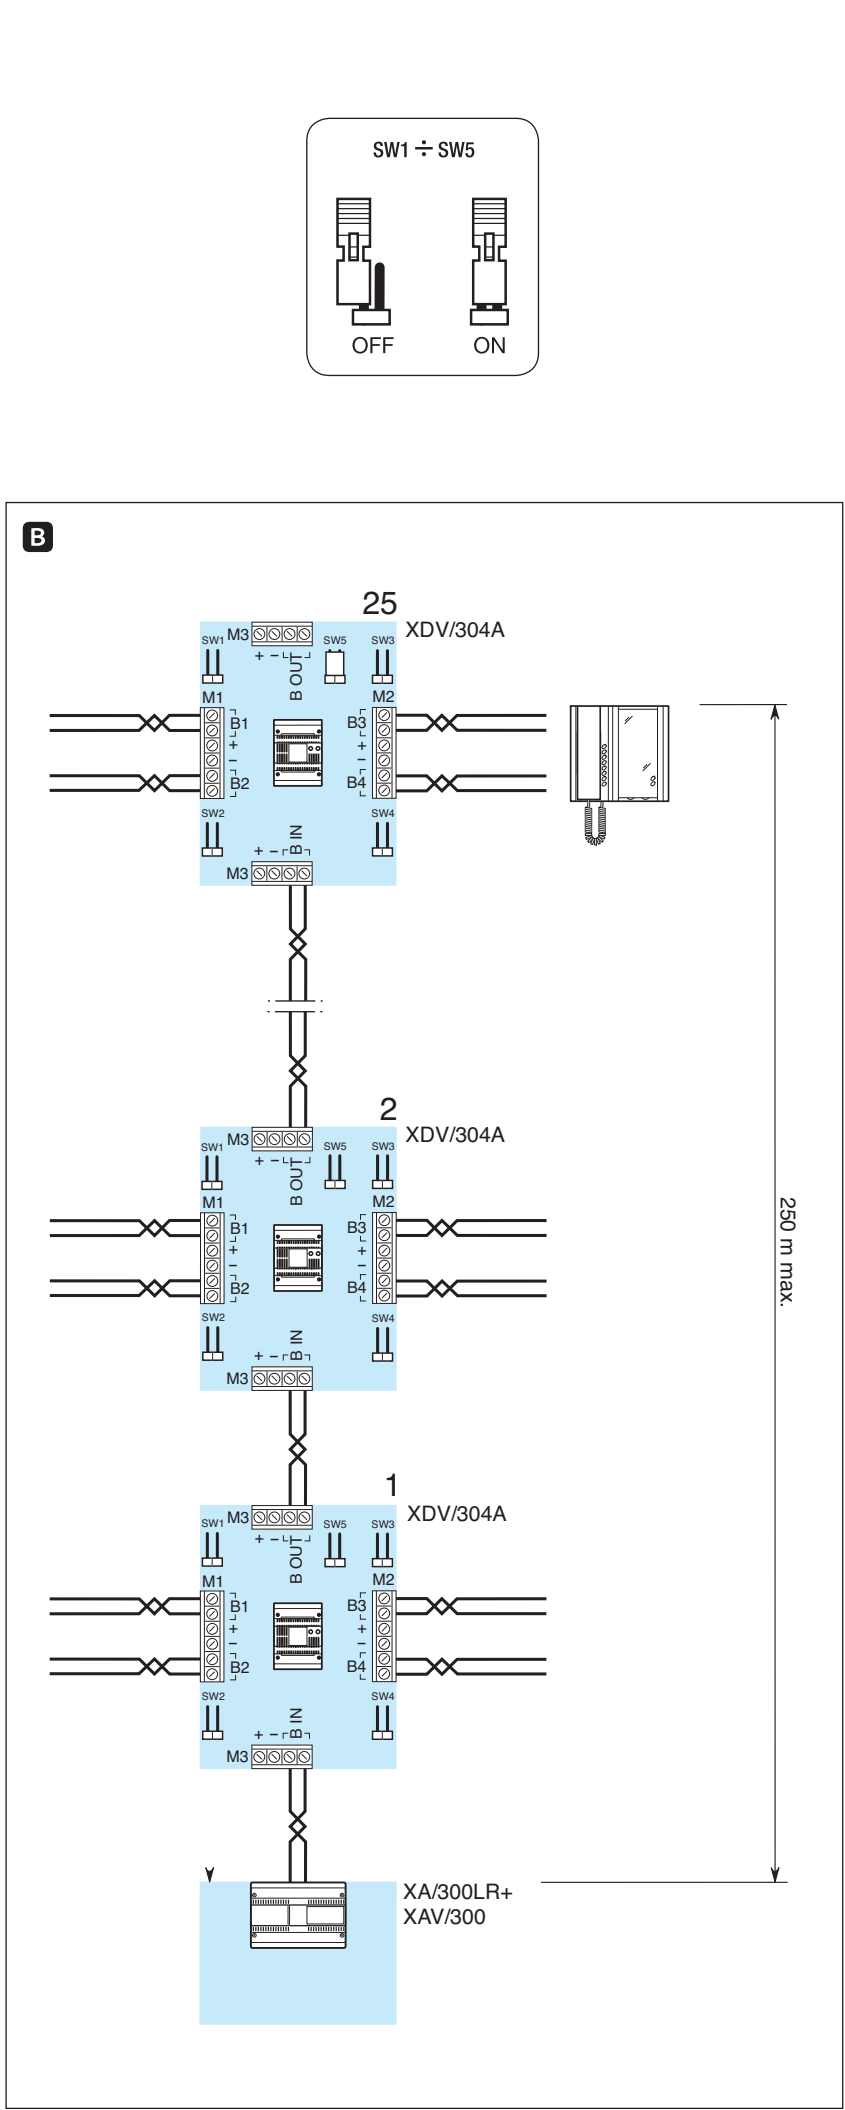 SW1 ÷ SW5
OFF ON
B
25
XDV/304A
SW1 M3 SW5 SW3
+ − B OUT
M1 M2
B1 B3
+ +
− −
B2 B4
SW2 SW4
+ − B IN
M3
2
XDV/304A
SW1 M3 SW5 SW3
+ − B OUT
M1 M2
B1 B3
+ +
− −
B2 B4
SW2 SW4
+ − B IN
M3
250 m max.
1
XDV/304A
SW1 M3 SW5 SW3
+ − B OUT
M1 M2
B1 B3
+ +
− −
B2 B4
SW2 SW4
+ − B IN
M3
XA/300LR+
XAV/300